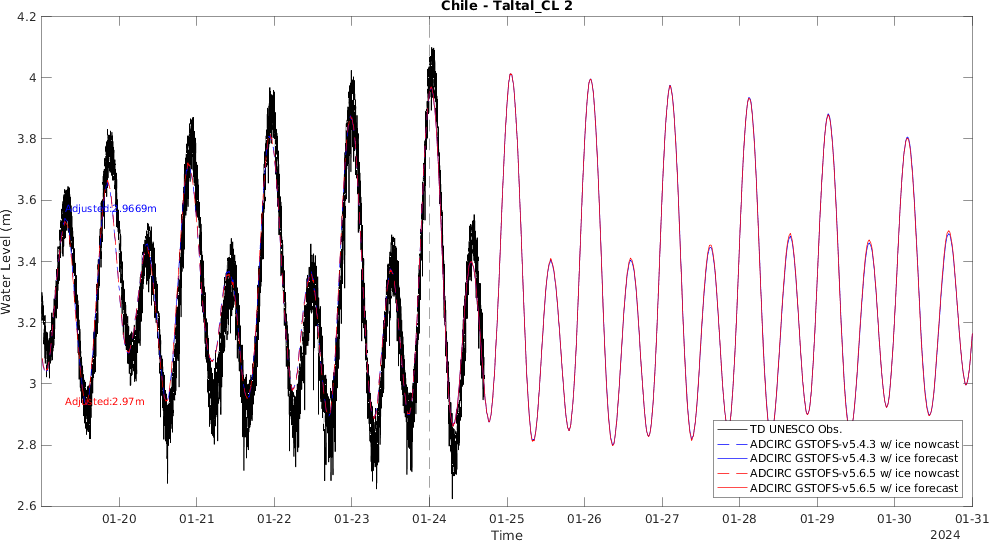 Chile - Taltal_CL 2
4.2
4
3.8
3.6
3.4
3.2
3
2.8
2.6
Water Level (m)
Adjusted:2.9669m
Adjusted:2.97m
TD UNESCO Obs.
ADCIRC GSTOFS-v5.4.3 w/ ice nowcast
ADCIRC GSTOFS-v5.4.3 w/ ice forecast
ADCIRC GSTOFS-v5.6.5 w/ ice nowcast
ADCIRC GSTOFS-v5.6.5 w/ ice forecast
01-20 01-21 01-22 01-23 01-24 01-25 01-26 01-27 01-28 01-29 01-30 01-31
Time
2024